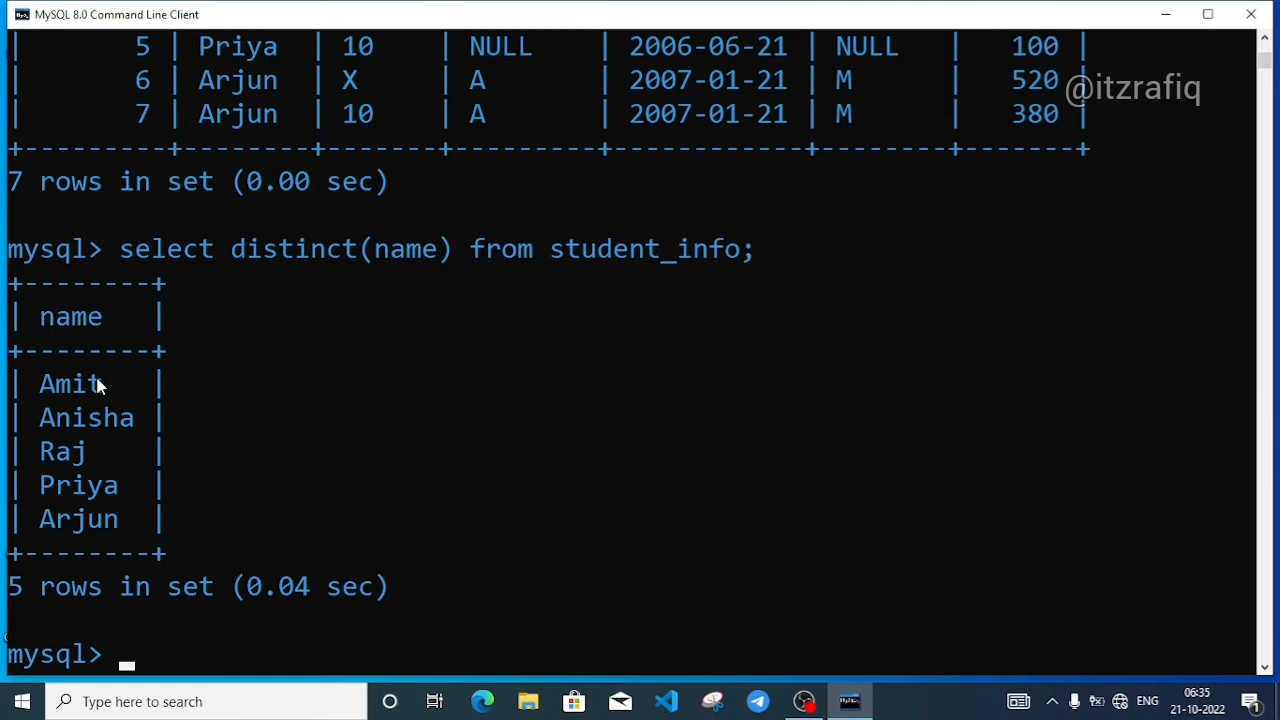 MySQL 8.0 Command Line Client
| 5 | Priya | 10 | NULL | 2006-06-21 | NULL | 100 |
| 6 | Arjun | X | A | 2007-01-21 | M | 520 |
@itzrafiq
| 7 | Arjun | 10 | A | 2007-01-21 | M | 380 |
+---------+--------+-------+---------+------------+--------+-------+
7 rows in set (0.00 sec)
mysql> select distinct(name) from student_info;
+--------+
| name |
+--------+
| Amit |
| Anisha |
| Raj |
| Priya |
| Arjun |
+--------+
5 rows in set (0.04 sec)
mysql>
Type here to search
ENG
06:35
21-10-2022
1